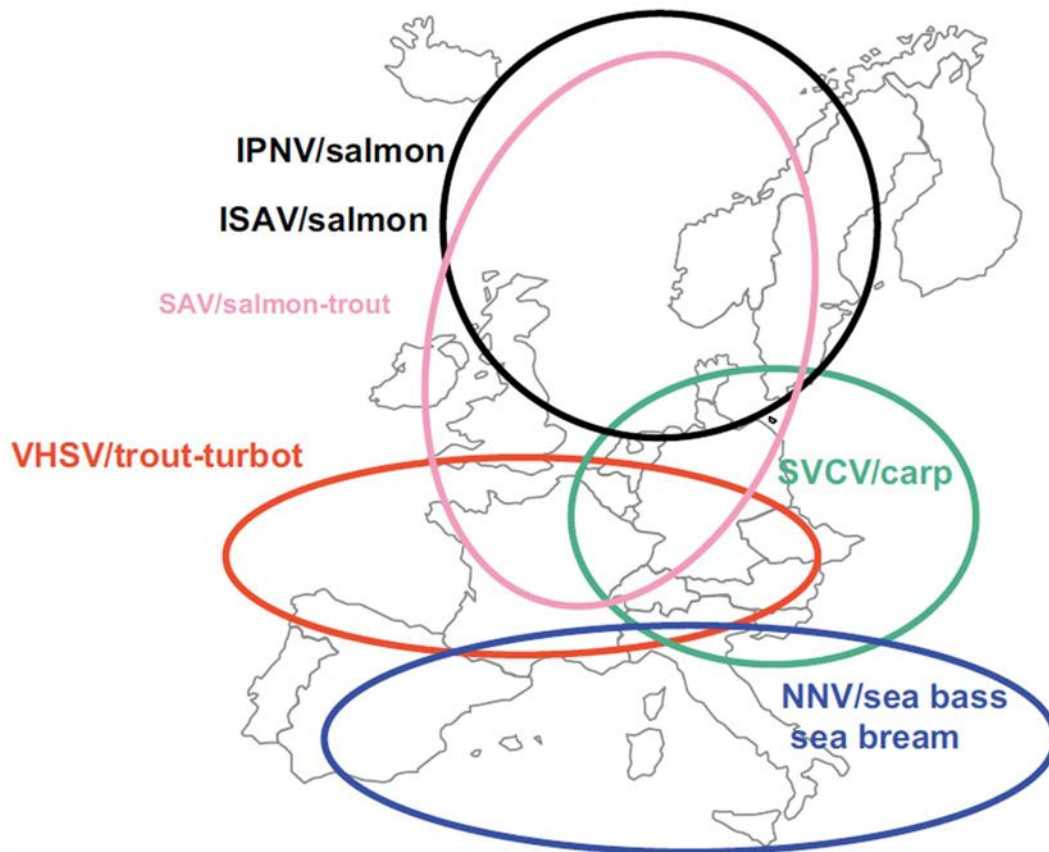 IPNV/salmon
ISAV/salmon
SAV/salmon-trout
VHSV/trout-turbot
SVCV/carp
NNV/sea bass
sea bream